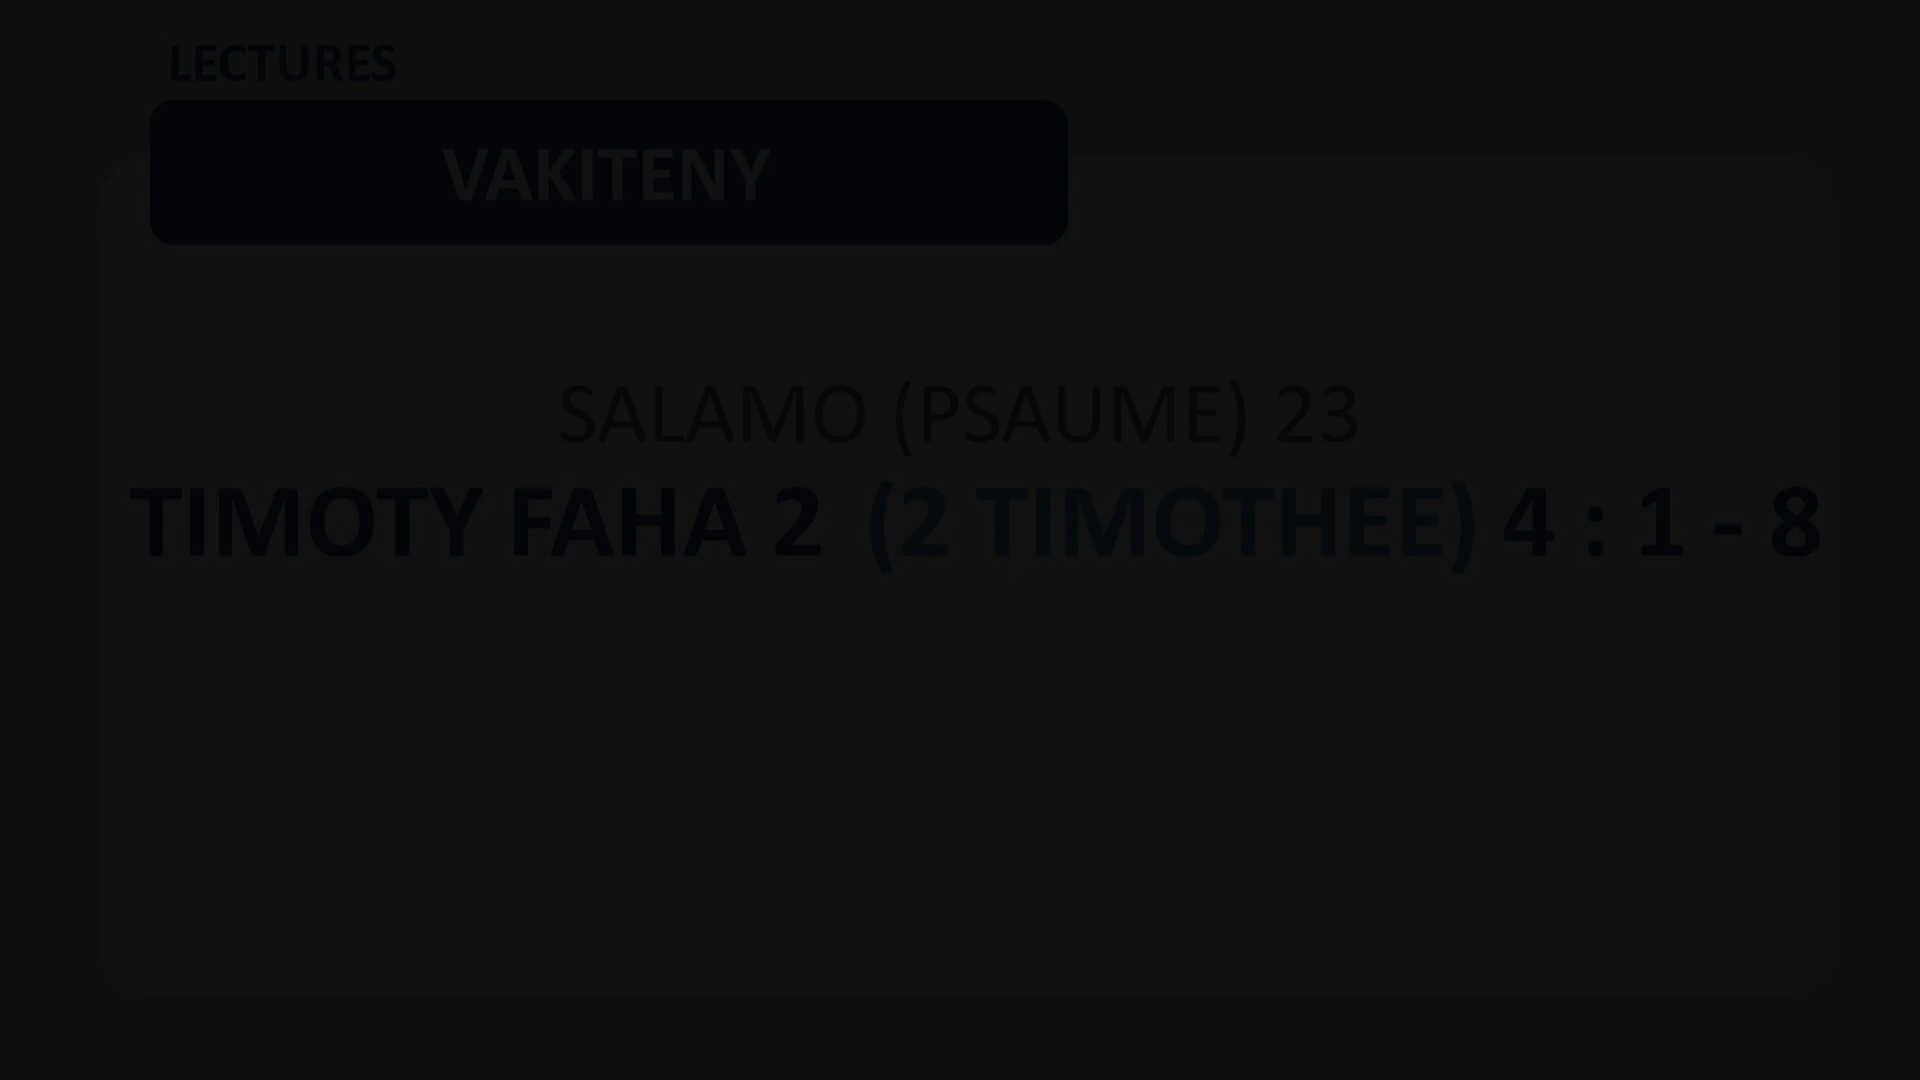 LECTURES
VAKITENY
SALAMO (PSAUME) 23
TIMOTY FAHA 2 (2 TIMOTHEE) 4 : 1 - 8